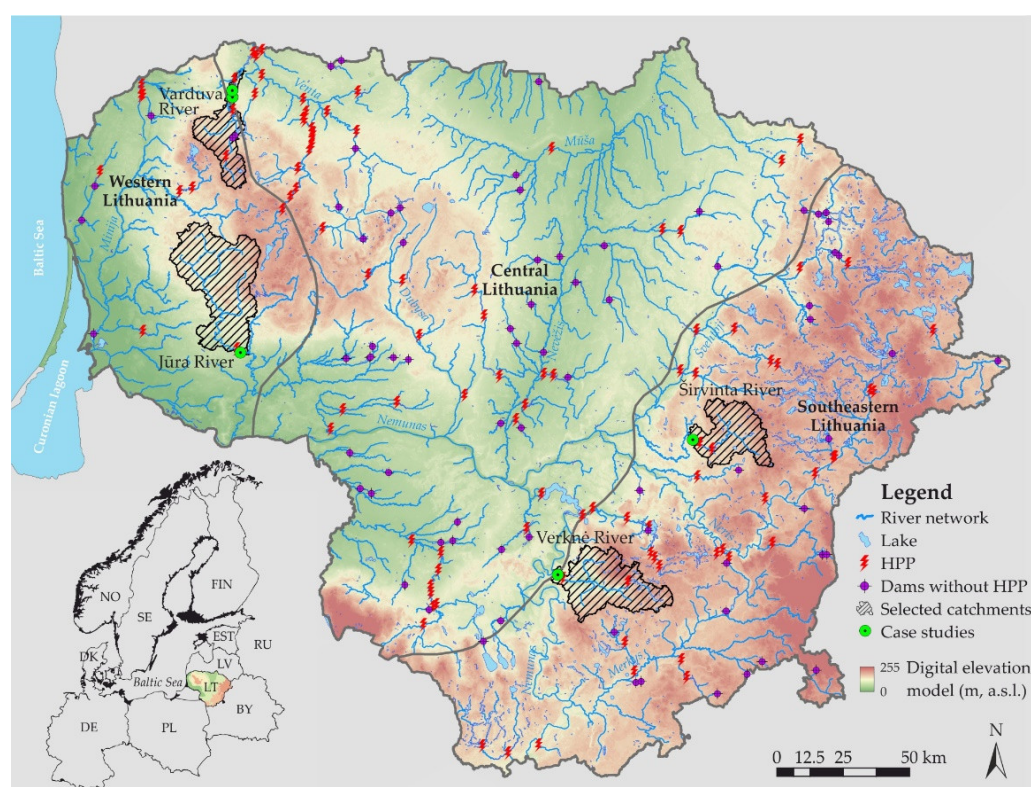 Varduva
River
Venta
Mūša
Western
Lithuania
Minija
Baltic Sea
Central
Lithuania
Dubysa
Nevėžis
Jūra River
Šventoji
Širvinta River
Curonian lagoon
Nemunas
Southeastern
Lithuania
Verknė River
Neris
Merkys
Nemunas
Legend
River network
Lake
HPP
Dams without HPP
Selected catchments
Case studies
255
0
Digital elevation
model (m, a.s.l.)
NO
SE
FIN
EST
RU
LV
DK
Baltic Sea
LT
BY
DE
PL
N
0 12.5 25 50 km